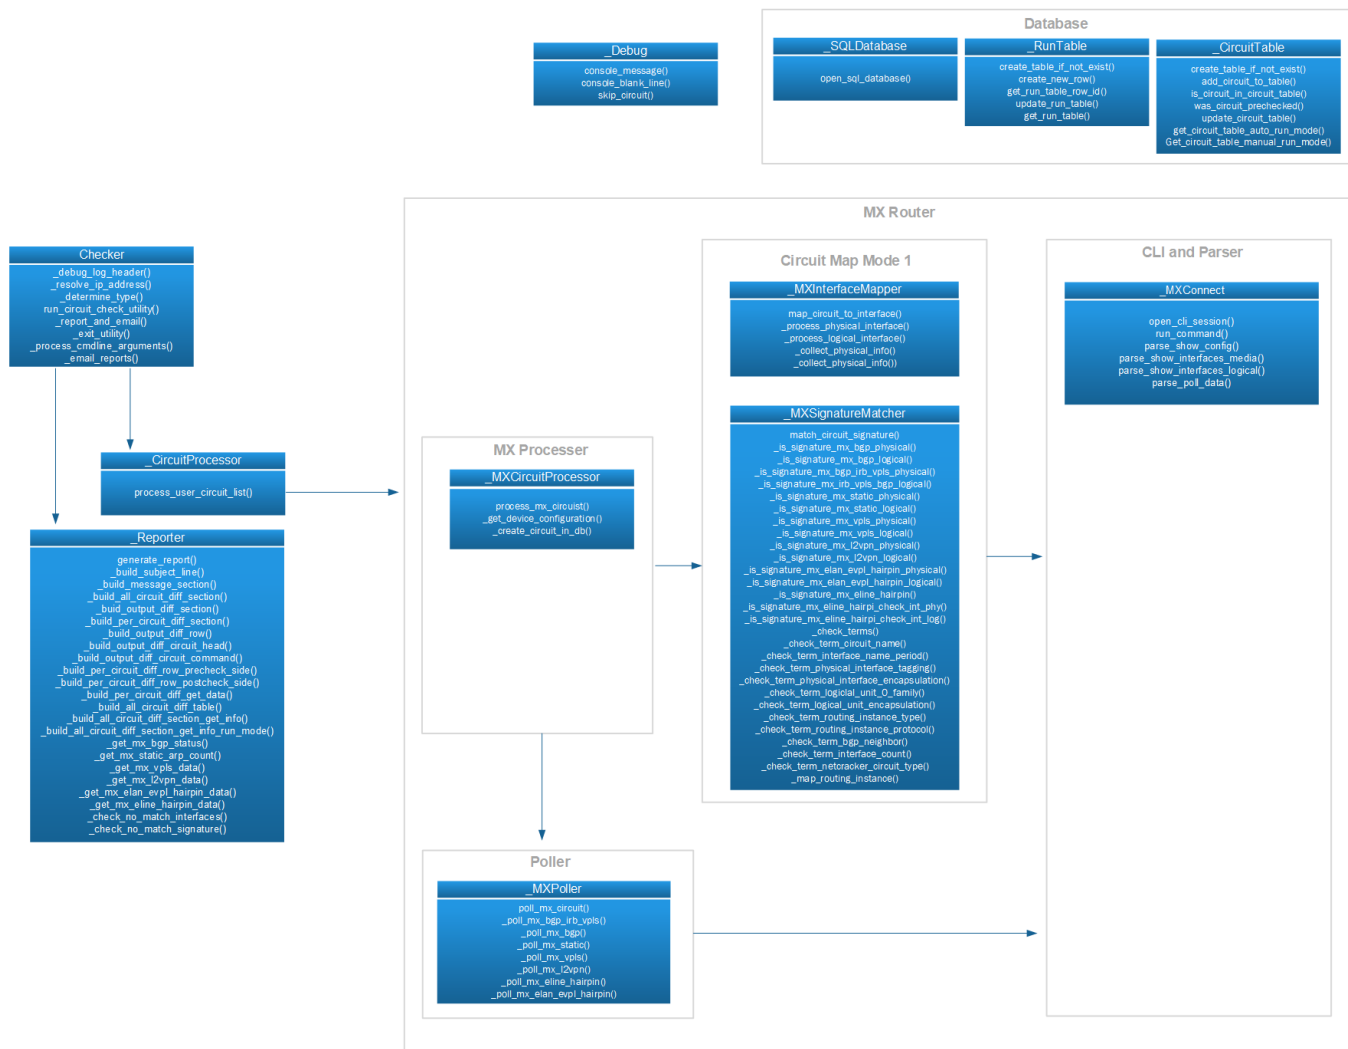 Database
_Debug
console_message()
console_blank_line()
skip_circuit()
_SQLDatabase
open_sql_database()
_RunTable
create_table_if_not_exist()
create_new_row()
get_run_table_row_id()
update_run_table()
get_run_table()
_CircuitTable
create_table_if_not_exist()
add_circuit_to_table()
is_circuit_in_circuit_table()
was_circuit_prechecked()
update_circuit_table()
get_circuit_table_auto_run_mode()
Get_circuit_table_manual_run_mode()
MX Router
Checker
_debug_log_header()
_resolve_ip_address()
_determine_type()
run_circuit_check_utility()
_report_and_email()
_exit_utility()
_process_cmdline_arguments()
_email_reports()
_CircuitProcessor
process_user_circuit_list()
_Reporter
generate_report()
_build_subject_line()
_build_message_section()
_build_all_circuit_diff_section()
_buid_output_diff_section()
_build_per_circuit_diff_section()
_build_output_diff_row()
_build_output_diff_circuit_head()
_build_output_diff_circuit_command()
_build_per_circuit_diff_row_precheck_side()
_build_per_circuit_diff_row_postcheck_side()
_build_per_circuit_diff_get_data()
_build_all_circuit_diff_table()
_build_all_circuit_diff_section_get_info()
_build_all_circuit_diff_section_get_info_run_mode()
_get_mx_bgp_status()
_get_mx_static_arp_count()
_get_mx_vpls_data()
_get_mx_l2vpn_data()
_get_mx_elan_evpl_hairpin_data()
_get_mx_eline_hairpin_data()
_check_no_match_interfaces()
_check_no_match_signature()
MX Processer
_MXCircuitProcessor
process_mx_circuist()
_get_device_configuration()
_create_circuit_in_db()
Circuit Map Mode 1
_MXInterfaceMapper
map_circuit_to_interface()
_process_physical_interface()
_process_logical_interface()
_collect_physical_info()
_collect_physical_info())
_MXSignatureMatcher
match_circuit_signature()
_is_signature_mx_bgp_physical()
_is_signature_mx_bgp_logical()
_is_signature_mx_bgp_irb_vpls_physical()
_is_signature_mx_irb_vpls_bgp_logical()
_is_signature_mx_static_physical()
_is_signature_mx_static_logical()
_is_signature_mx_vpls_physical()
_is_signature_mx_vpls_logical()
_is_signature_mx_l2vpn_physical()
_is_signature_mx_l2vpn_logical()
_is_signature_mx_elan_evpl_hairpin_physical()
_is_signature_mx_elan_evpl_hairpin_logical()
_is_signature_mx_eline_hairpin()
_is_signature_mx_eline_hairpi_check_int_phy()
_is_signature_mx_eline_hairpi_check_int_log()
_check_terms()
_check_term_circuit_name()
_check_term_interface_name_period()
_check_term_physical_interface_tagging()
_check_term_physical_interface_encapsulation()
_check_term_logiclal_unit_O_family()
_check_term_logical_unit_encapsulation()
_check_term_routing_instance_type()
_check_term_routing_instance_protocol()
_check_term_bgp_neighbor()
_check_term_interface_count()
_check_term_netcracker_circuit_type()
_map_routing_instance()
CLI and Parser
_MXConnect
open_cli_session()
run_command()
parse_show_config()
parse_show_interfaces_media()
parse_show_interfaces_logical()
parse_poll_data()
Poller
_MXPoller
poll_mx_circuit()
_poll_mx_bgp_irb_vpls()
_poll_mx_bgp()
_poll_mx_static()
_poll_mx_vpls()
_poll_mx_l2vpn()
_poll_mx_eline_hairpin()
_poll_mx_elan_evpl_hairpin()